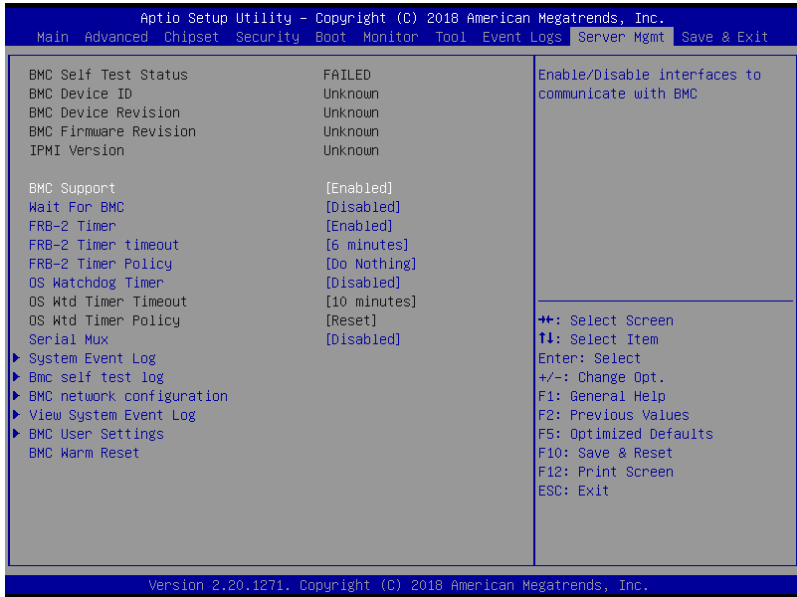 Aptio Setup Utility – Copyright (C) 2018 American Megatrends, Inc.
Main Advanced Chipset Security Boot Monitor Tool Event Logs Server Mgmt Save & Exit
BMC Self Test Status FAILED
BMC Device ID Unknown
BMC Device Revision Unknown
BMC Firmware Revision Unknown
IPMI Version Unknown
BMC Support [Enabled]
Wait For BMC [Disabled]
FRB-2 Timer [Enabled]
FRB-2 Timer timeout [6 minutes]
FRB-2 Timer Policy [Do Nothing]
OS Watchdog Timer [Disabled]
OS Wtd Timer Timeout [10 minutes]
OS Wtd Timer Policy [Reset]
Serial Mux [Disabled]
System Event Log
Bmc self test log
BMC network configuration
View System Event Log
BMC User Settings
BMC Warm Reset
Enable/Disable interfaces to
communicate with BMC
→←: Select Screen
↑↓: Select Item
Enter: Select
+/-: Change Opt.
F1: General Help
F2: Previous Values
F5: Optimized Defaults
F10: Save & Reset
F12: Print Screen
ESC: Exit
Version 2.20.1271. Copyright (C) 2018 American Megatrends, Inc.